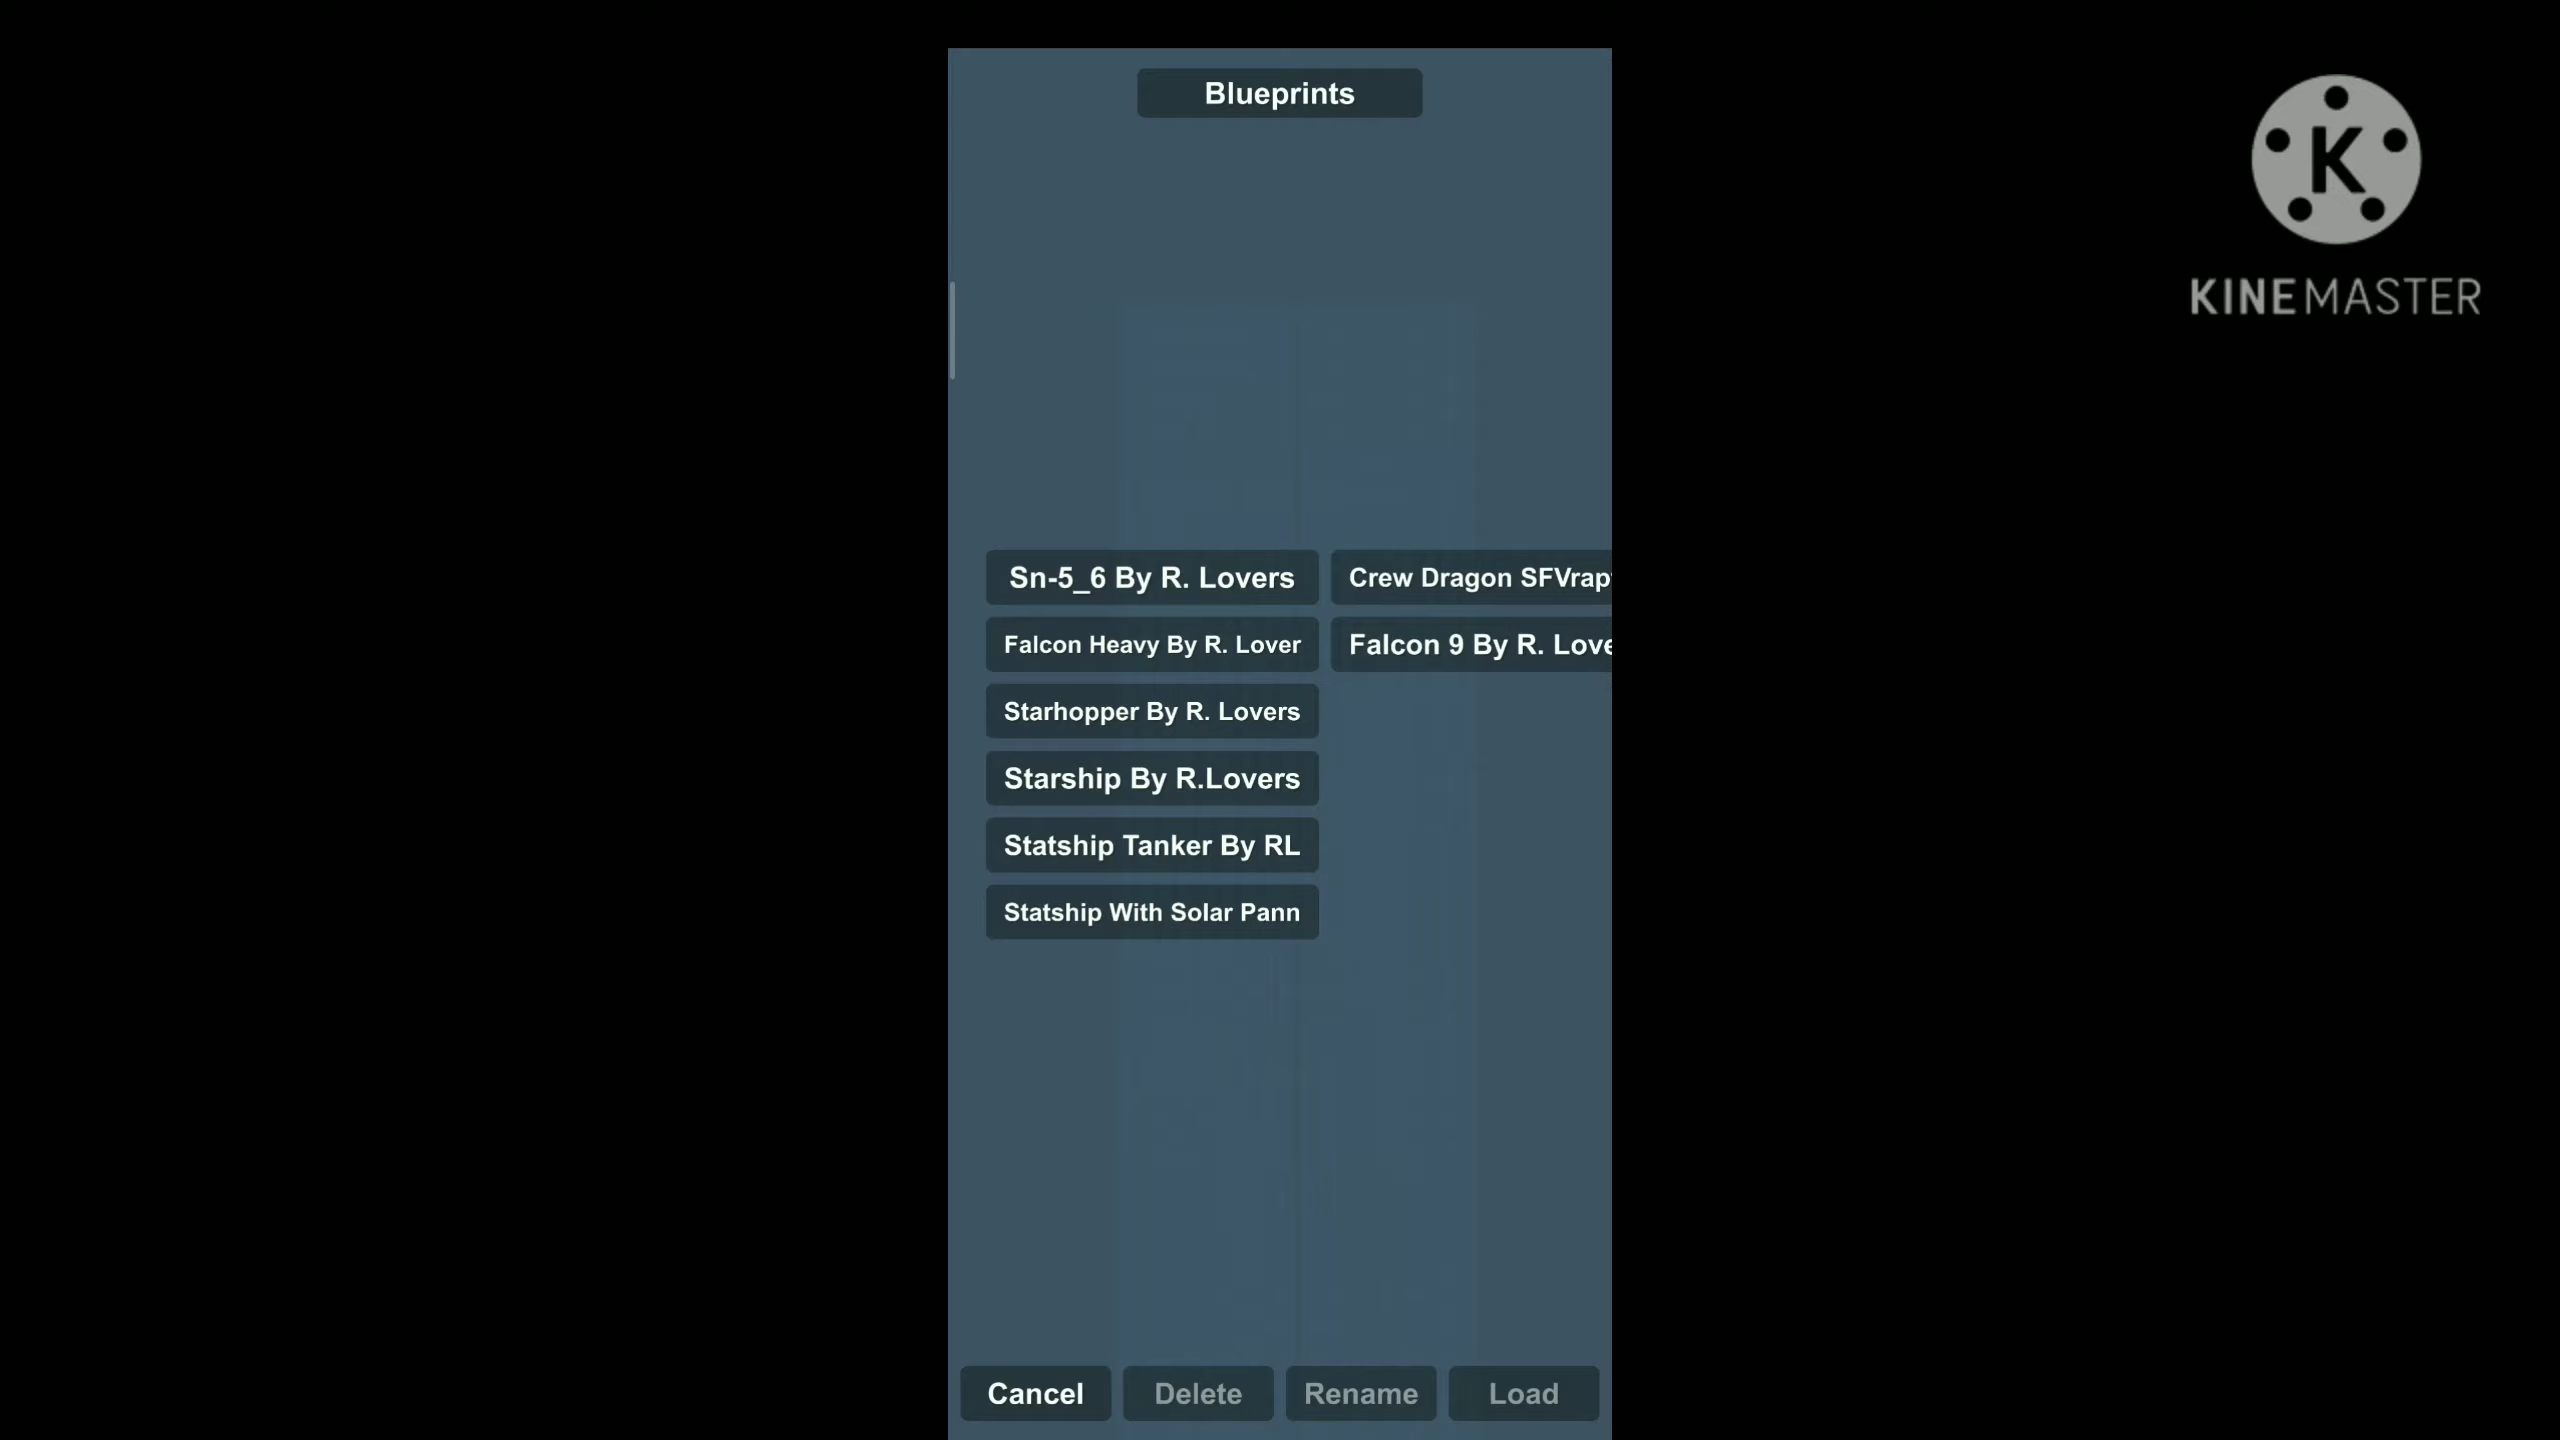 Blueprints
K
KINEMASTER
Sn-5_6 By R. Lovers
Crew Dragon SFVrap
Falcon Heavy By R. Lover
Falcon 9 By R. Love
Starhopper By R. Lovers
Starship By R.Lovers
Statship Tanker By RL
Statship With Solar Pann
Cancel
Delete
Rename
Load